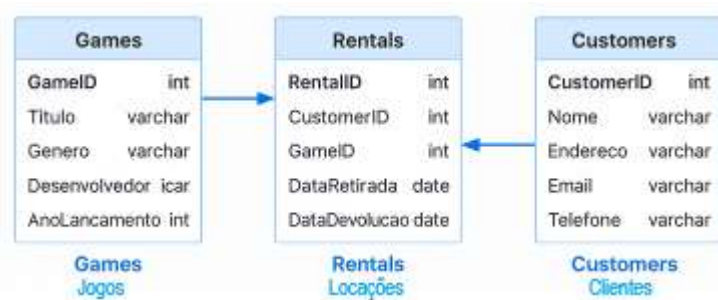 Games
GameID int
Titulo varchar
Genero varchar
Desenvolvedor icar
AnoLancamento int
Games
Jogos
Rentals
RentalID int
CustomerID int
GameID int
DataRetirada date
DataDevolucao date
Rentals
Locações
Customers
CustomerID int
Nome varchar
Endereco varchar
Email varchar
Telefone varchar
Customers
Clientes